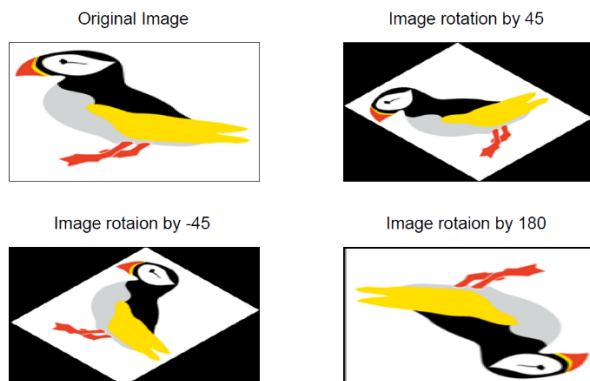 Original Image
Image rotation by 45
Image rotaion by -45
Image rotaion by 180